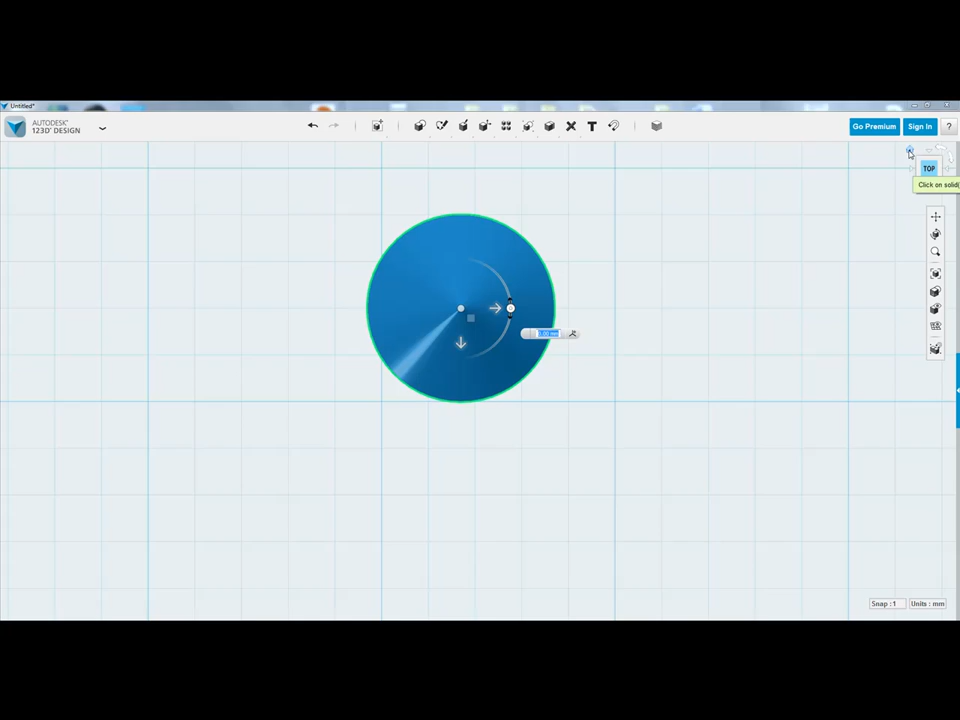 Untitled*
AUTODESK®
123D® DESIGN
T
Go Premium
Sign In
?
TOP
Click on solid(
Snap : 1
Units : mm